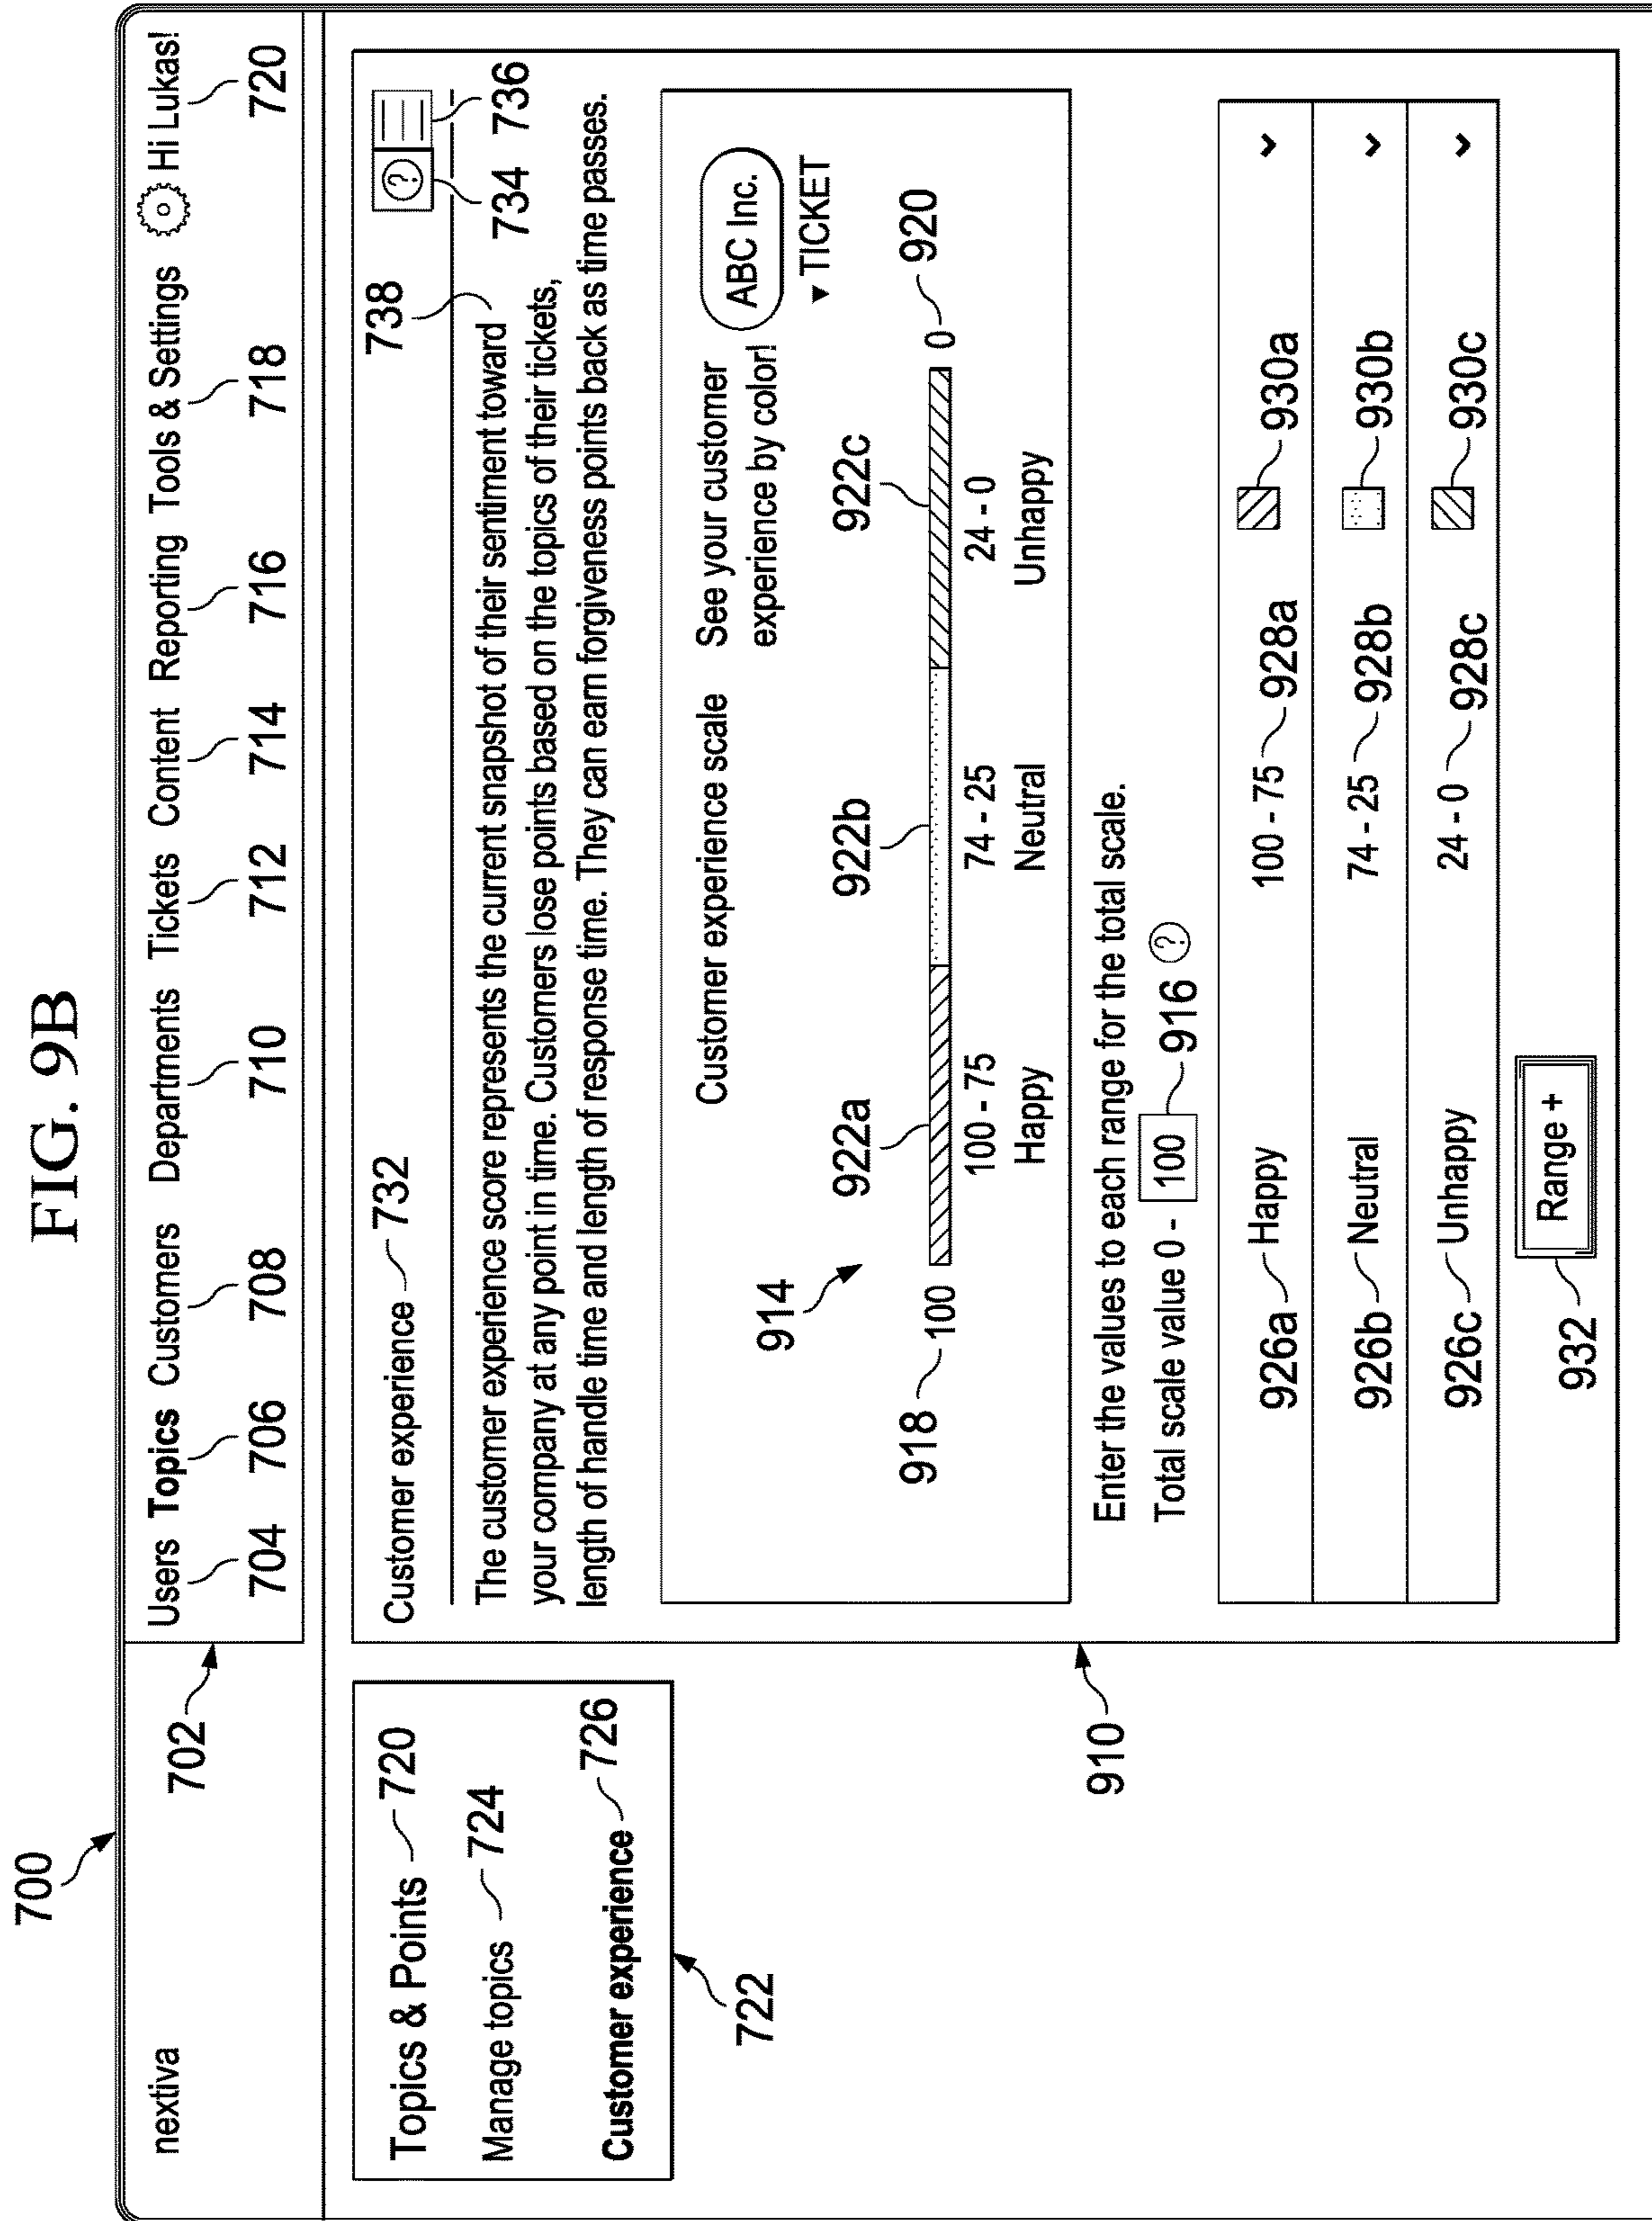 FIG. 9B
700
nextiva
702
Users Topics Customers Departments Tickets Content Reporting Tools & Settings Hi Lukas!
704 706 708 710 712 714 716 718 720
Topics & Points 720
Manage topics 724
Customer experience 726
722
Customer experience 732
738
?
734 736
The customer experience score represents the current snapshot of their sentiment toward
your company at any point in time. Customers lose points based on the topics of their tickets,
length of handle time and length of response time. They can earn forgiveness points back as time passes.
Customer experience scale
See your customer
experience by color!
ABC Inc.
▼ TICKET
914
922a 922b 922c
918 100 0 920
100 - 75 74 - 25 24 - 0
Happy Neutral Unhappy
910
Enter the values to each range for the total scale.
Total scale value 0 - 100 916 ?
926a Happy 100 - 75 928a 930a
926b Neutral 74 - 25 928b 930b
926c Unhappy 24 - 0 928c 930c
932 Range +